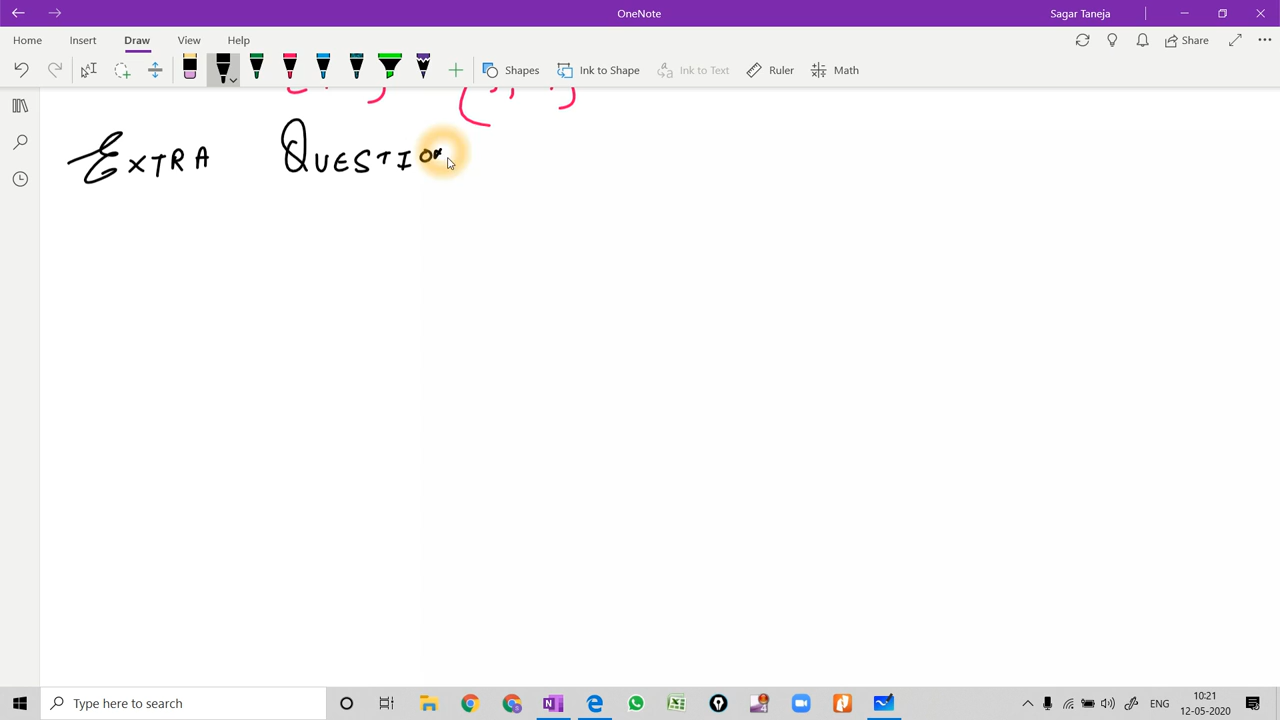 OneNote
Sagar Taneja
Home Insert Draw View Help
Share
Shapes Ink to Shape Ink to Text Ruler Math
EXTRA QUESTION
Type here to search
ENG
10:21
12-05-2020